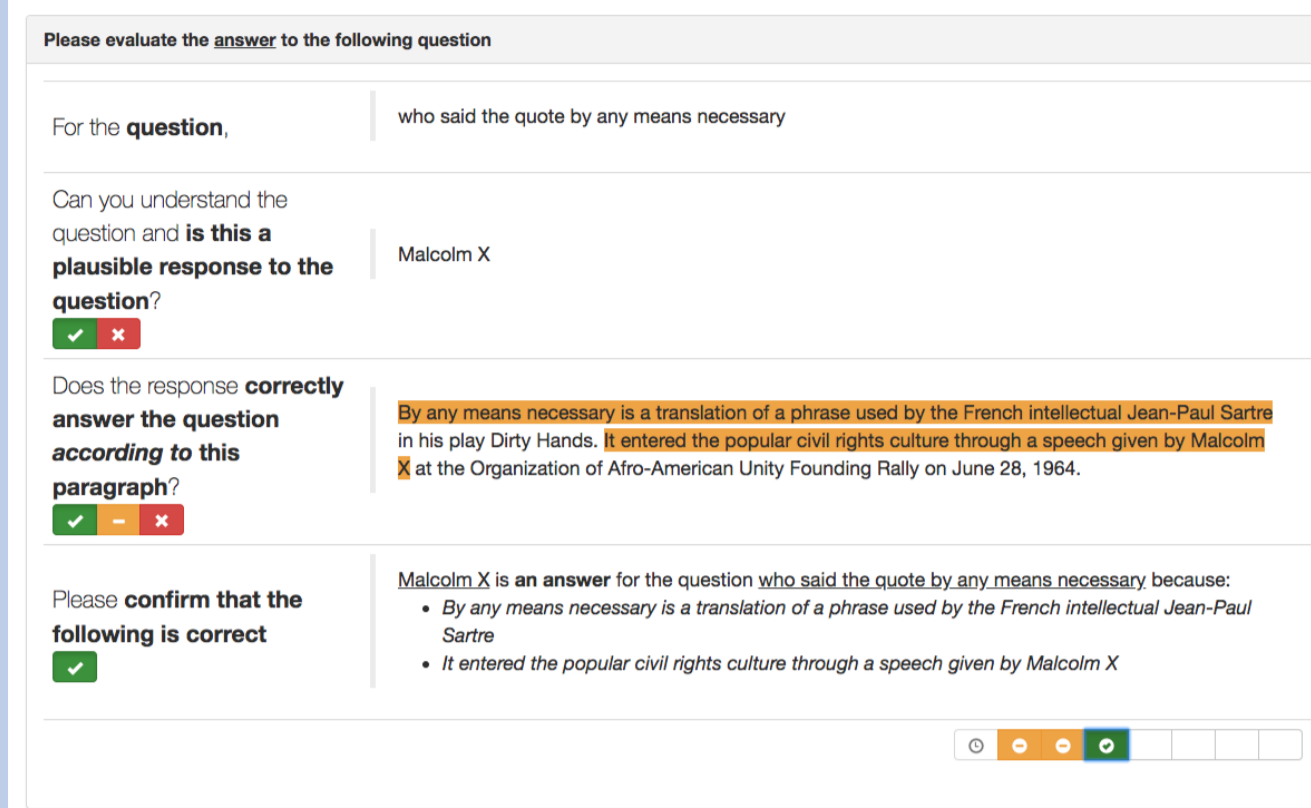 Please evaluate the answer to the following question
For the question,
who said the quote by any means necessary
Can you understand the
question and is this a
plausible response to the
question?
Malcolm X
Does the response correctly
answer the question
according to this
paragraph?
By any means necessary is a translation of a phrase used by the French intellectual Jean-Paul Sartre
in his play Dirty Hands. It entered the popular civil rights culture through a speech given by Malcolm
X at the Organization of Afro-American Unity Founding Rally on June 28, 1964.
Please confirm that the
following is correct
Malcolm X is an answer for the question who said the quote by any means necessary because:
• By any means necessary is a translation of a phrase used by the French intellectual Jean-Paul
Sartre
• It entered the popular civil rights culture through a speech given by Malcolm X